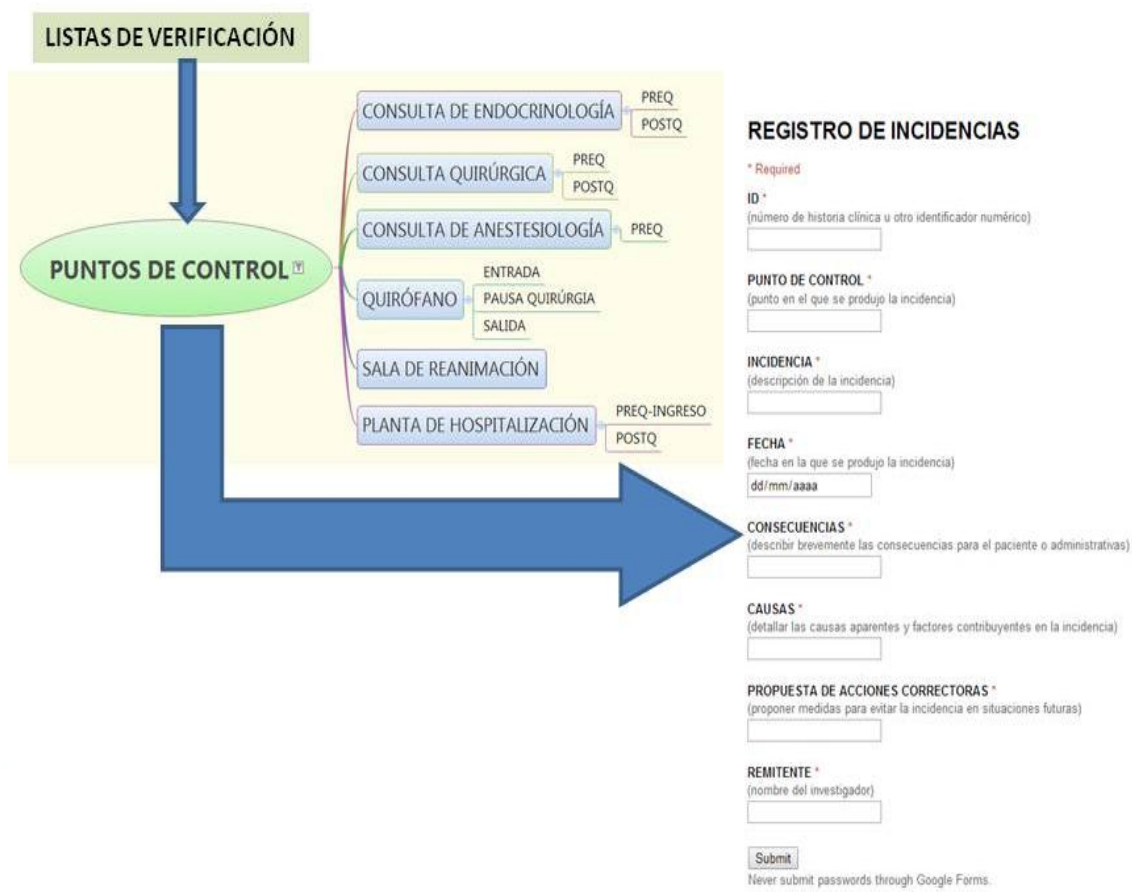 LISTAS DE VERIFICACIÓN
PUNTOS DE CONTROL
CONSULTA DE ENDOCRINOLOGÍA
PREQ
POSTQ
CONSULTA QUIRÚRGICA
PREQ
POSTQ
CONSULTA DE ANESTESIOLOGÍA
PREQ
QUIRÓFANO
ENTRADA
PAUSA QUIRÚRGIA
SALIDA
SALA DE REANIMACIÓN
PLANTA DE HOSPITALIZACIÓN
PREQ-INGRESO
POSTQ
REGISTRO DE INCIDENCIAS
* Required
ID *
(número de historia clínica u otro identificador numérico)
PUNTO DE CONTROL *
(punto en el que se produjo la incidencia)
INCIDENCIA *
(descripción de la incidencia)
FECHA *
(fecha en la que se produjo la incidencia)
dd/mm/aaaa
CONSECUENCIAS *
(describir brevemente las consecuencias para el paciente o administrativas)
CAUSAS *
(detallar las causas aparentes y factores contribuyentes en la incidencia)
PROPUESTA DE ACCIONES CORRECTORAS *
(proponer medidas para evitar la incidencia en situaciones futuras)
REMITENTE *
(nombre del investigador)
Submit
Never submit passwords through Google Forms.